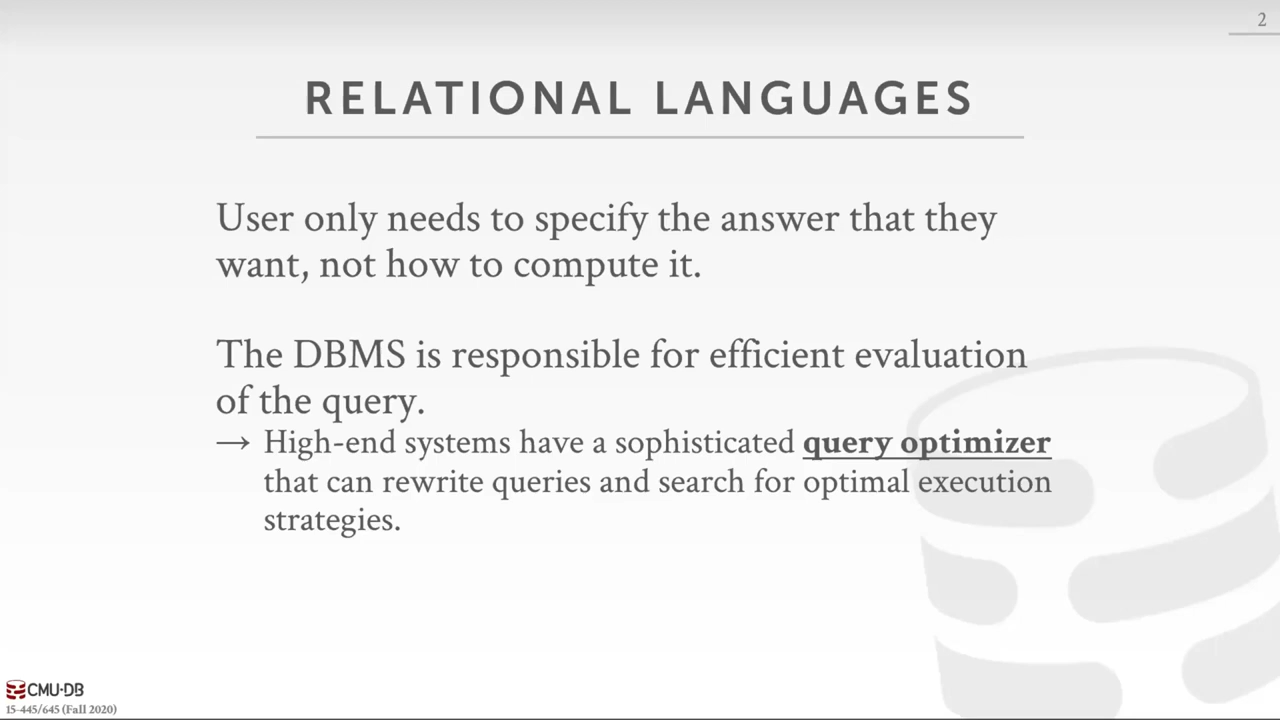 2
RELATIONAL LANGUAGES
User only needs to specify the answer that they
want, not how to compute it.
The DBMS is responsible for efficient evaluation
of the query.
→ High-end systems have a sophisticated query optimizer
that can rewrite queries and search for optimal execution
strategies.
CMU·DB
15-445/645 (Fall 2020)